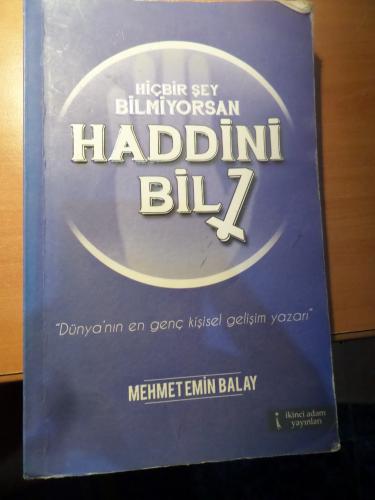 HİÇBİR ŞEY
BİLMİYORSAN
HADDİNİ
BİL
"Dünya'nın en genç kişisel gelişim yazarı"
MEHMET EMİN BALAY
ikinci adam
yayınları